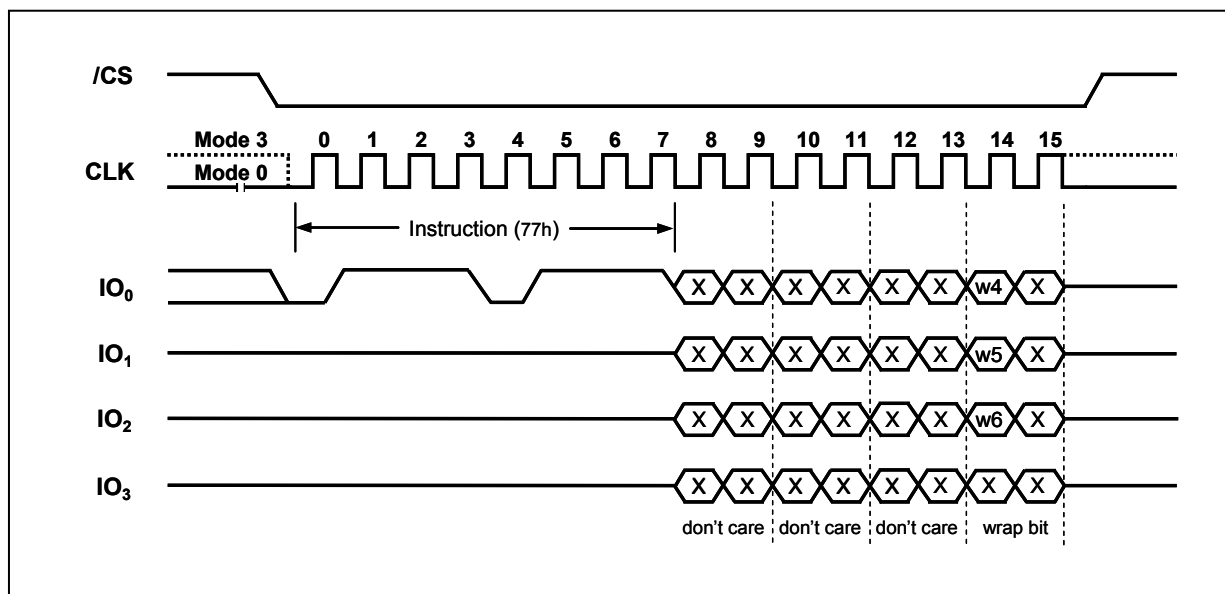 /CS
Mode 3 0 1 2 3 4 5 6 7 8 9 10 11 12 13 14 15
CLK Mode 0
Instruction (77h)
IO₀ X X X X X X w4 X
IO₁ X X X X X X w5 X
IO₂ X X X X X X w6 X
IO₃ X X X X X X X X
don't care don't care don't care wrap bit